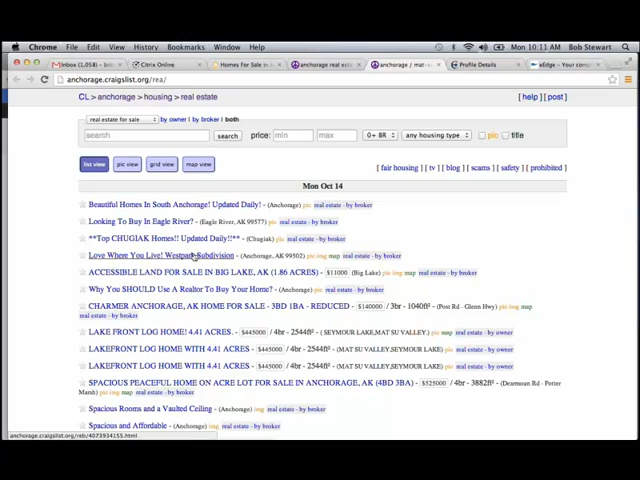 Chrome File Edit View History Bookmarks Window Help Mon 10:11 AM Bob Stewart
Inbox (1,058) Citrix Online Homes For Sale in anchorage real esta anchorage / mat Profile Details eEdge - Your com
anchorage.craigslist.org/rea/
CL > anchorage > housing > real estate [ help ] [ post ]
real estate for sale by owner | by broker | both
search search price: min max 0+ BR any housing type pic title
list view pic view grid view map view [ fair housing ] [ tv ] [ blog ] [ scams ] [ safety ] [ prohibited ]
Mon Oct 14
Beautiful Homes In South Anchorage! Updated Daily! - (Anchorage) pic real estate - by broker
Looking To Buy In Eagle River? - (Eagle River, AK 99577) pic real estate - by broker
**Top CHUGIAK Homes!! Updated Daily!!** - (Chugiak) pic real estate - by broker
Love Where You Live! Westpark Subdivision - (Anchorage, AK 99502) pic img map real estate - by broker
ACCESSIBLE LAND FOR SALE IN BIG LAKE, AK (1.86 ACRES) - $11000 (Big Lake) pic img map real estate - by broker
Why You SHOULD Use A Realtor To Buy Your Home? - (Anchorage) pic real estate - by broker
CHARMER ANCHORAGE, AK HOME FOR SALE - 3BD 1BA - REDUCED - $140000 / 3br - 1040ft² - (Post Rd - Glenn Hwy) pic img map
real estate - by broker
LAKE FRONT LOG HOME! 4.41 ACRES. - $445000 / 4br - 2544ft² - (SEYMOUR LAKE,MAT SU VALLEY,) pic map real estate - by owner
LAKEFRONT LOG HOME WITH 4.41 ACRES - $445000 / 4br - 2544ft² - (MAT SU VALLEY,SEYMOUR LAKE) pic map real estate - by owner
LAKEFRONT LOG HOME WITH 4.41 ACRES - $445000 / 4br - 2544ft² - (MAT SU VALLEY,SEYMOUR LAKE) pic map real estate - by owner
SPACIOUS PEACEFUL HOME ON ACRE LOT FOR SALE IN ANCHORAGE, AK (4BD 3BA) - $525000 / 4br - 3882ft² - (Dearmoun Rd - Potter
Marsh) pic img map real estate - by broker
Spacious Rooms and a Vaulted Ceiling - (Anchorage) img real estate - by broker
Spacious and Affordable - (Anchorage) img real estate - by broker
anchorage.craigslist.org/reb/4073934155.html